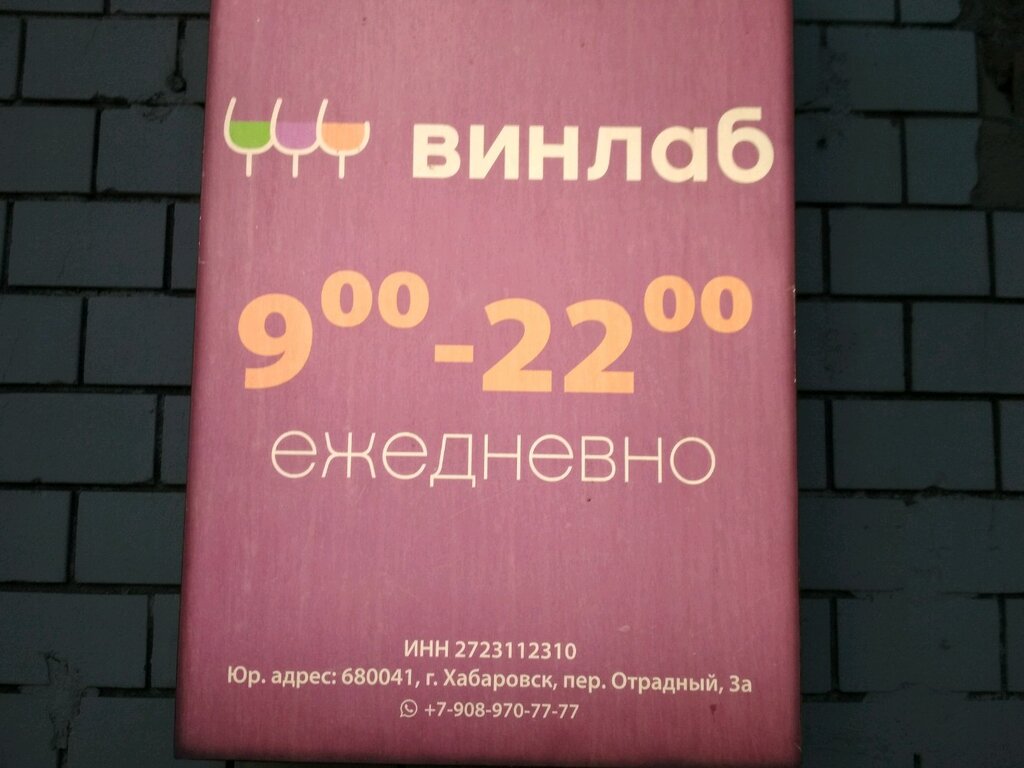 винлаб
9⁰⁰-22⁰⁰
ежедневно
ИНН 2723112310
Юр. адрес: 680041, г. Хабаровск, пер. Отрадный, 3а
+7-908-970-77-77